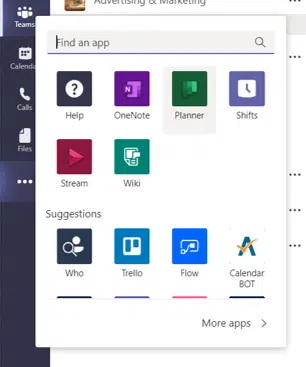 Advertising & Marketing
Teams
Find an app
Calenda
Help OneNote Planner Shifts
Calls
Files
Stream Wiki
Suggestions
Who Trello Flow Calendar
BOT
More apps